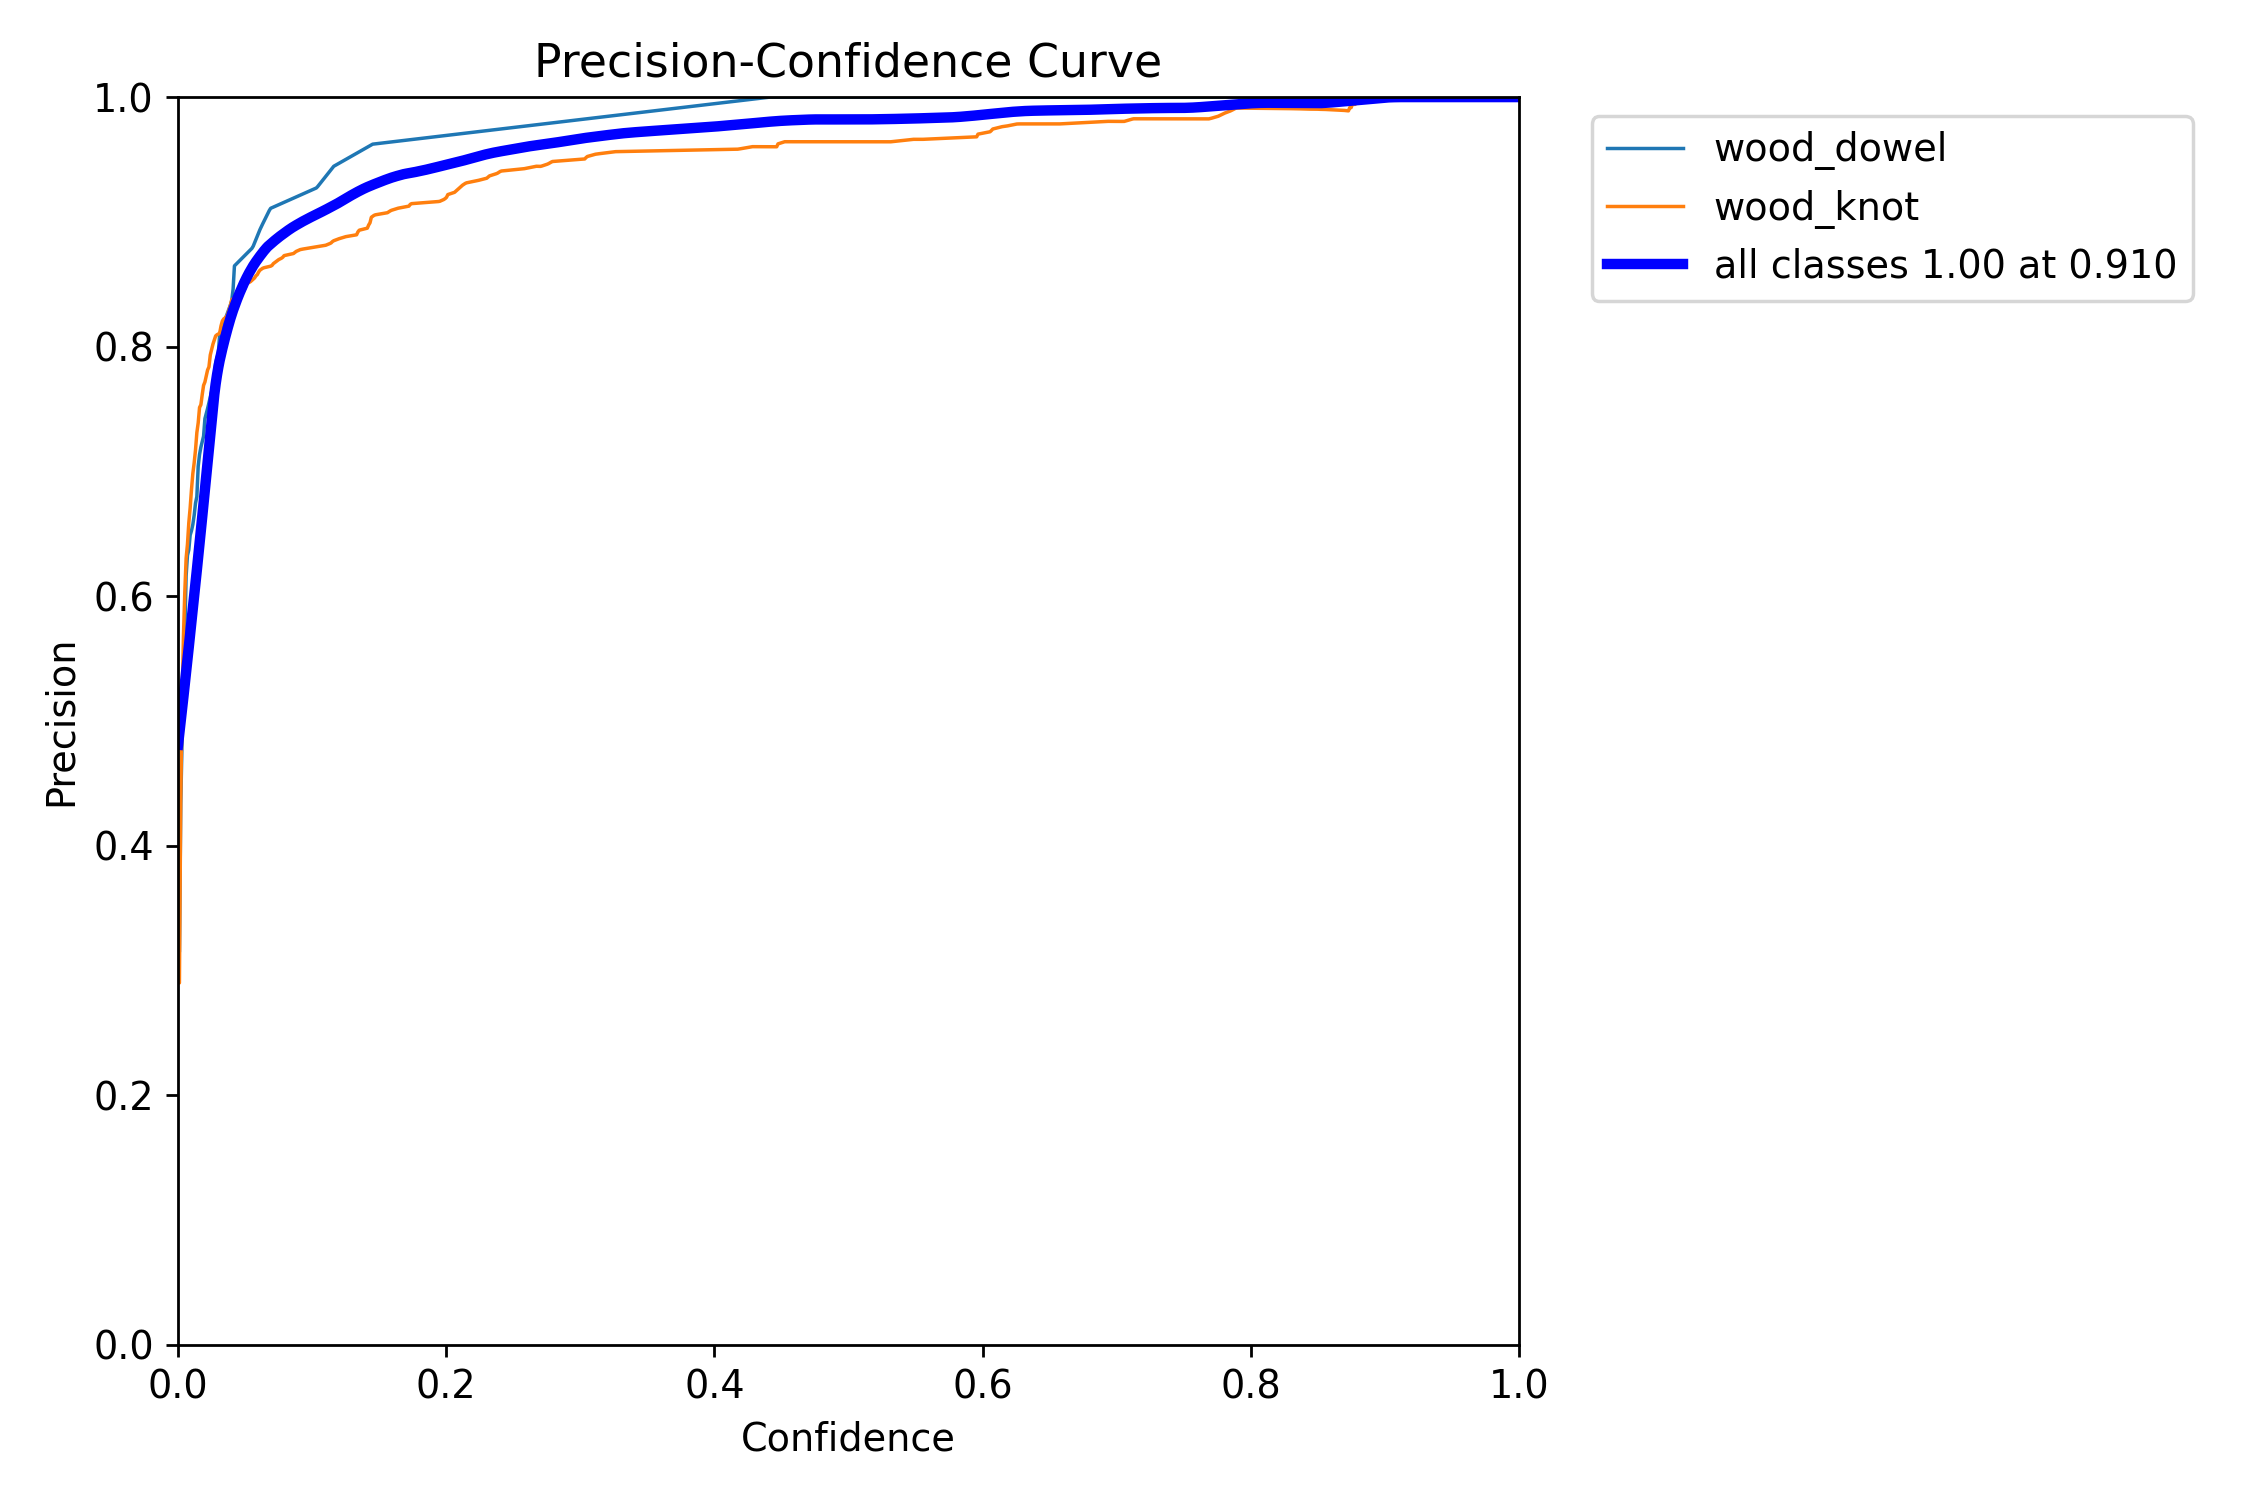 Precision-Confidence Curve
1.0
0.8
0.6
0.4
0.2
0.0
Precision
0.0 0.2 0.4 0.6 0.8 1.0
Confidence
wood_dowel
wood_knot
all classes 1.00 at 0.910